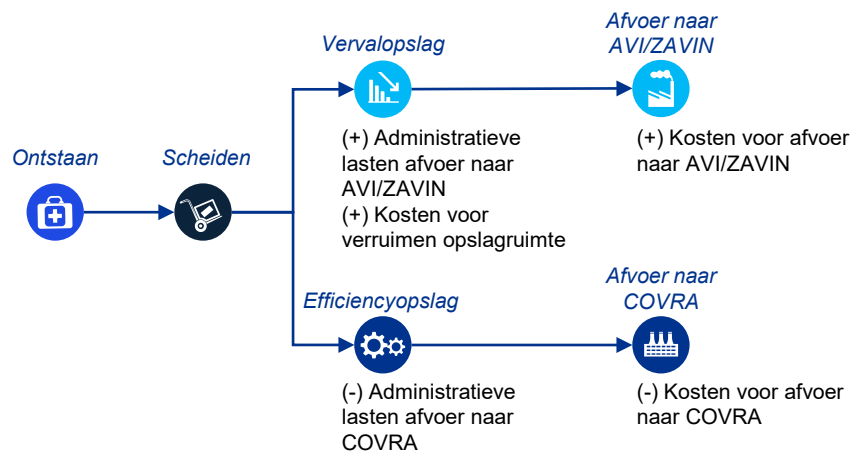 Ontstaan
Scheiden
Vervalopslag
(+) Administratieve
lasten afvoer naar
AVI/ZAVIN
(+) Kosten voor
verruimen opslagruimte
Afvoer naar
AVI/ZAVIN
(+) Kosten voor afvoer
naar AVI/ZAVIN
Efficiencyopslag
(-) Administratieve
lasten afvoer naar
COVRA
Afvoer naar
COVRA
(-) Kosten voor afvoer
naar COVRA